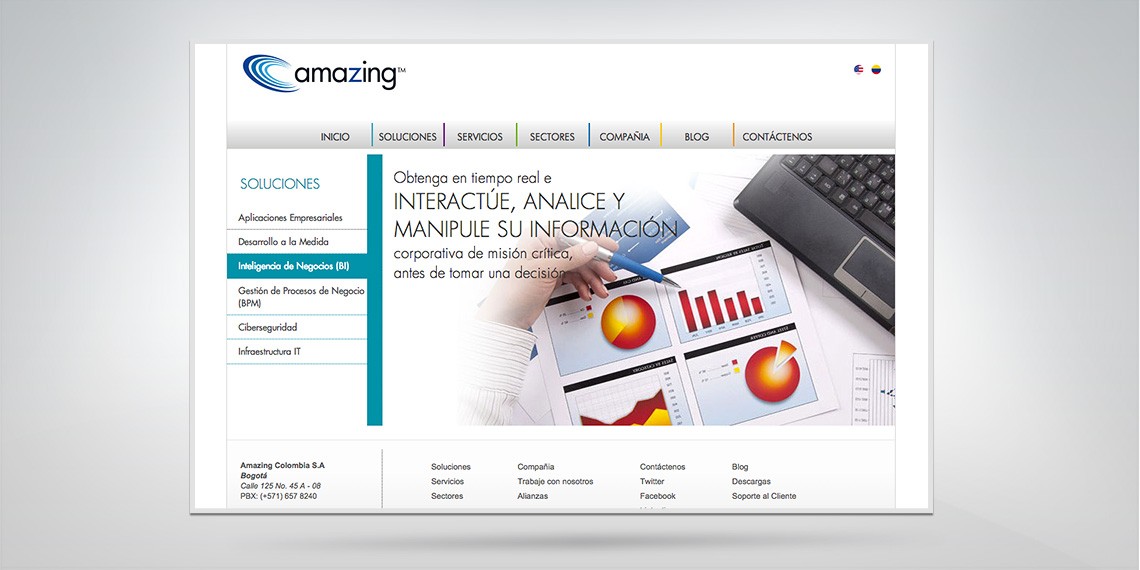 amazing™
INICIO
SOLUCIONES
SERVICIOS
SECTORES
COMPAÑIA
BLOG
CONTÁCTENOS
SOLUCIONES
Aplicaciones Empresariales
Desarrollo a la Medida
Inteligencia de Negocios (BI)
Gestión de Procesos de Negocio
(BPM)
Ciberseguridad
Infraestructura IT
Obtenga en tiempo real e
INTERACTÚE, ANALICE Y
MANIPULE SU INFORMACIÓN
corporativa de misión crítica,
antes de tomar una decisión
Amazing Colombia S.A
Bogotá
Calle 125 No. 45 A - 08
PBX: (+571) 657 8240
Soluciones
Servicios
Sectores
Compañia
Trabaje con nosotros
Alianzas
Contáctenos
Twitter
Facebook
Blog
Descargas
Soporte al Cliente